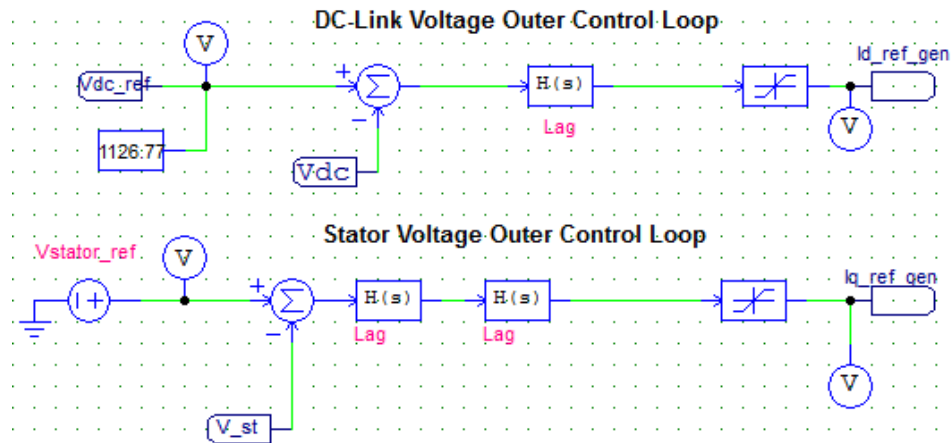 DC-Link Voltage Outer Control Loop
V
Id_ref_gen
Vdc_ref
+
Σ
H(s)
−
Lag
V
1126.77
Vdc
Stator Voltage Outer Control Loop
Vstator_ref
V
Iq_ref_gen
+
Σ
H(s)
H(s)
−
Lag
Lag
V
V_st